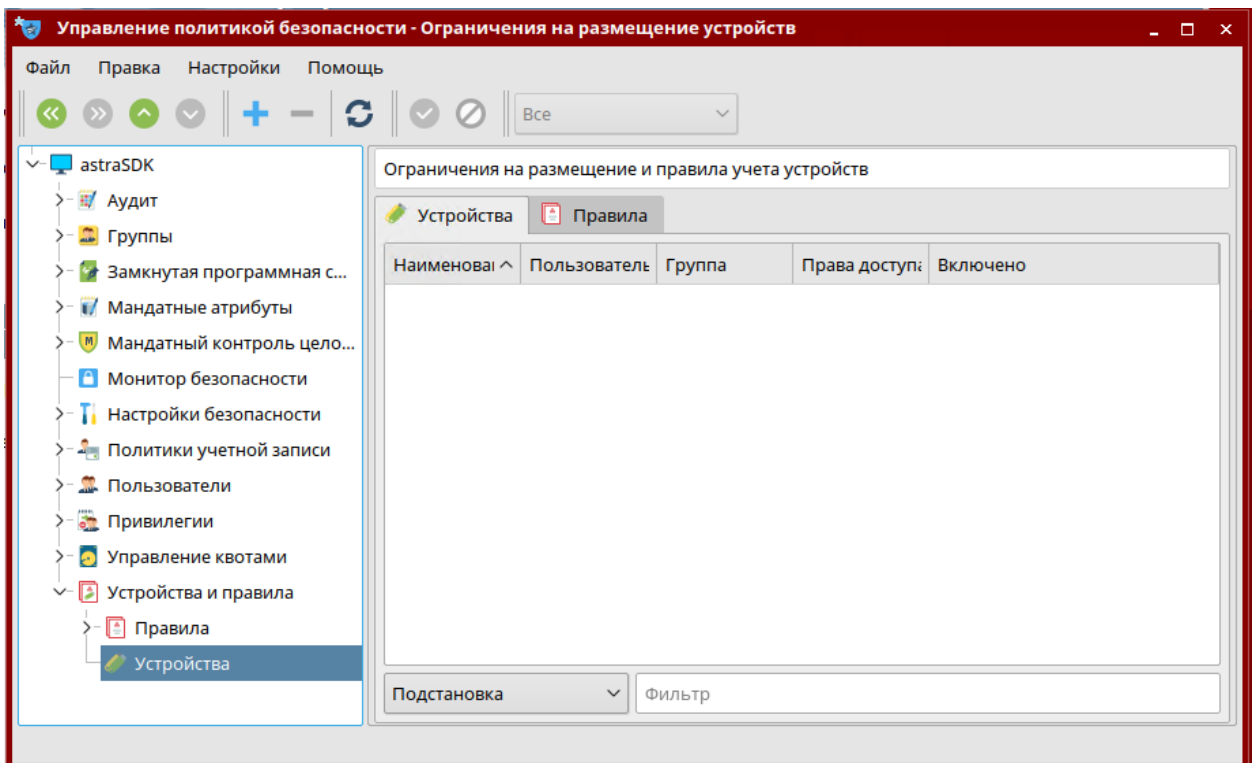 Управление политикой безопасности - Ограничения на размещение устройств
Файл Правка Настройки Помощь
Все
astraSDK
Аудит
Группы
Замкнутая программная с...
Мандатные атрибуты
Мандатный контроль цело...
Монитор безопасности
Настройки безопасности
Политики учетной записи
Пользователи
Привилегии
Управление квотами
Устройства и правила
Правила
Устройства
Ограничения на размещение и правила учета устройств
Устройства Правила
Наименован Пользователь Группа Права доступа Включено
Подстановка Фильтр